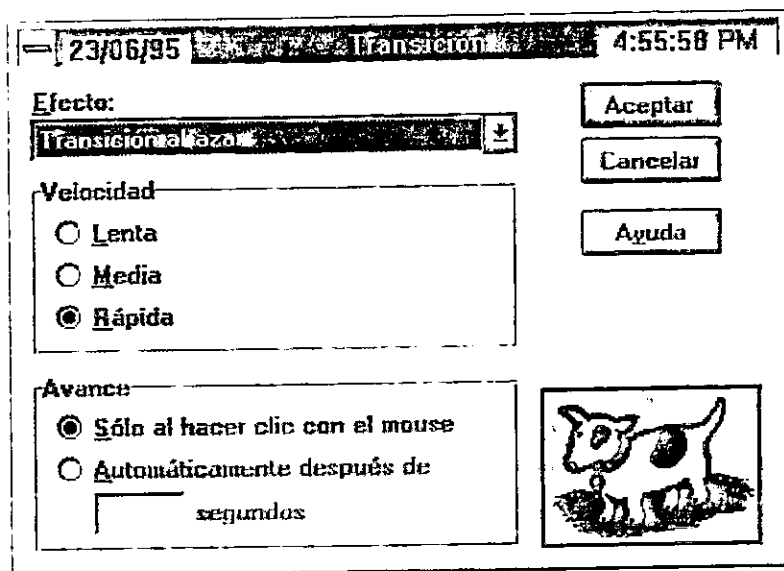 23/06/95 Transición 4:55:58 PM
Efecto:
Transición al azar
Aceptar
Cancelar
Ayuda
Velocidad
Lenta
Media
Rápida
Avance
Sólo al hacer clic con el mouse
Automáticamente después de
segundos